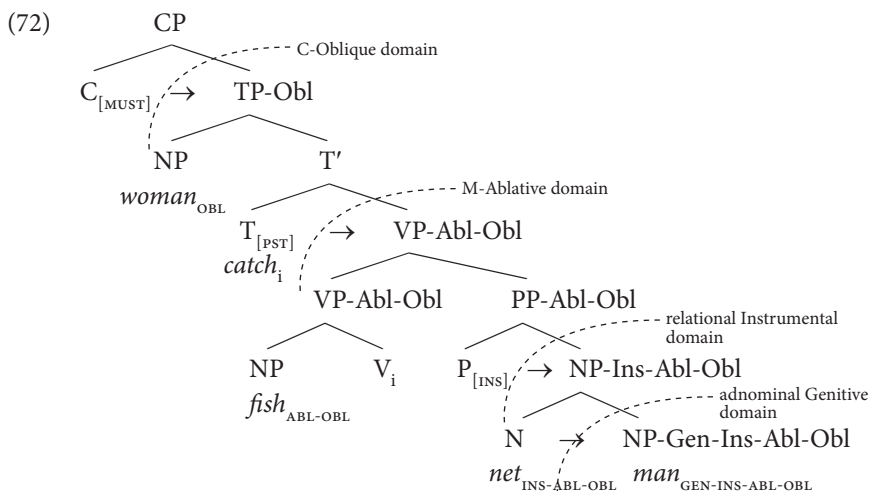 (72) CP
C-Oblique domain
C[MUST] → TP-Obl
NP T′
woman OBL
M-Ablative domain
T[PST] → VP-Abl-Obl
catch i
VP-Abl-Obl PP-Abl-Obl
relational Instrumental
domain
NP V i P[INS] → NP-Ins-Abl-Obl
fish ABL-OBL
adnominal Genitive
domain
N → NP-Gen-Ins-Abl-Obl
net INS-ABL-OBL man GEN-INS-ABL-OBL